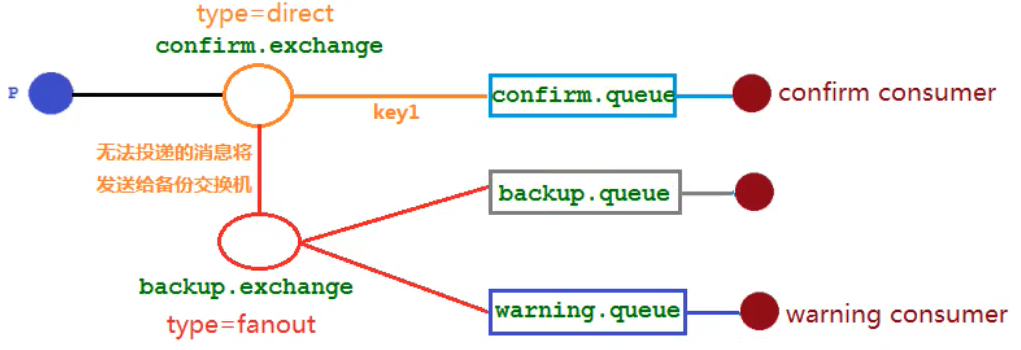 type=direct
confirm.exchange
P
key1
confirm.queue
confirm consumer
无法投递的消息将
发送给备份交换机
backup.queue
backup.exchange
type=fanout
warning.queue
warning consumer